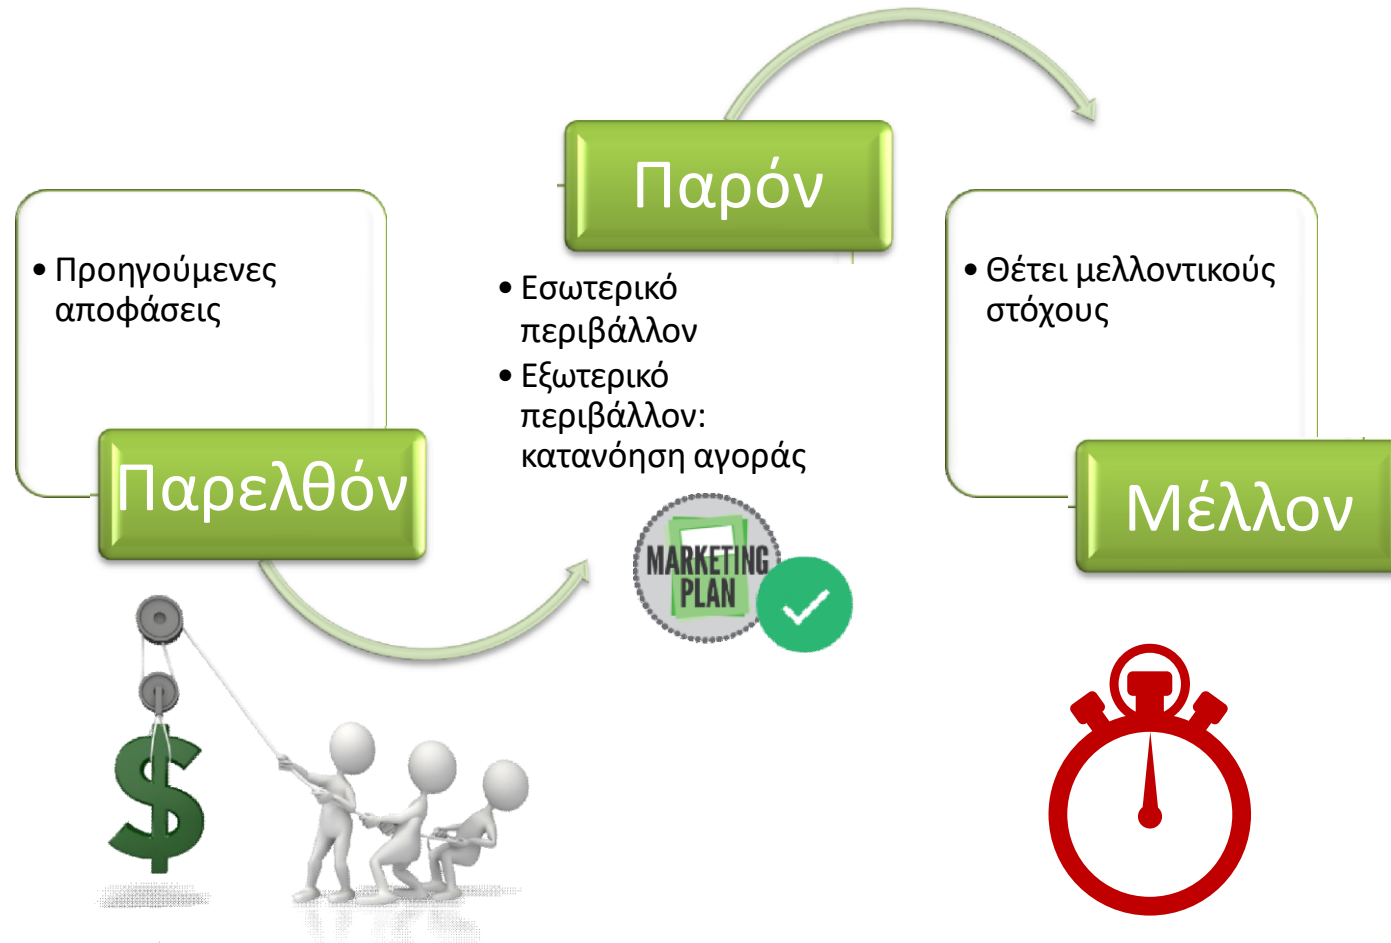 • Προηγούμενες
αποφάσεις
Παρελθόν
Παρόν
• Εσωτερικό
περιβάλλον
• Εξωτερικό
περιβάλλον:
κατανόηση αγοράς
MARKETING
PLAN
• Θέτει μελλοντικούς
στόχους
Μέλλον